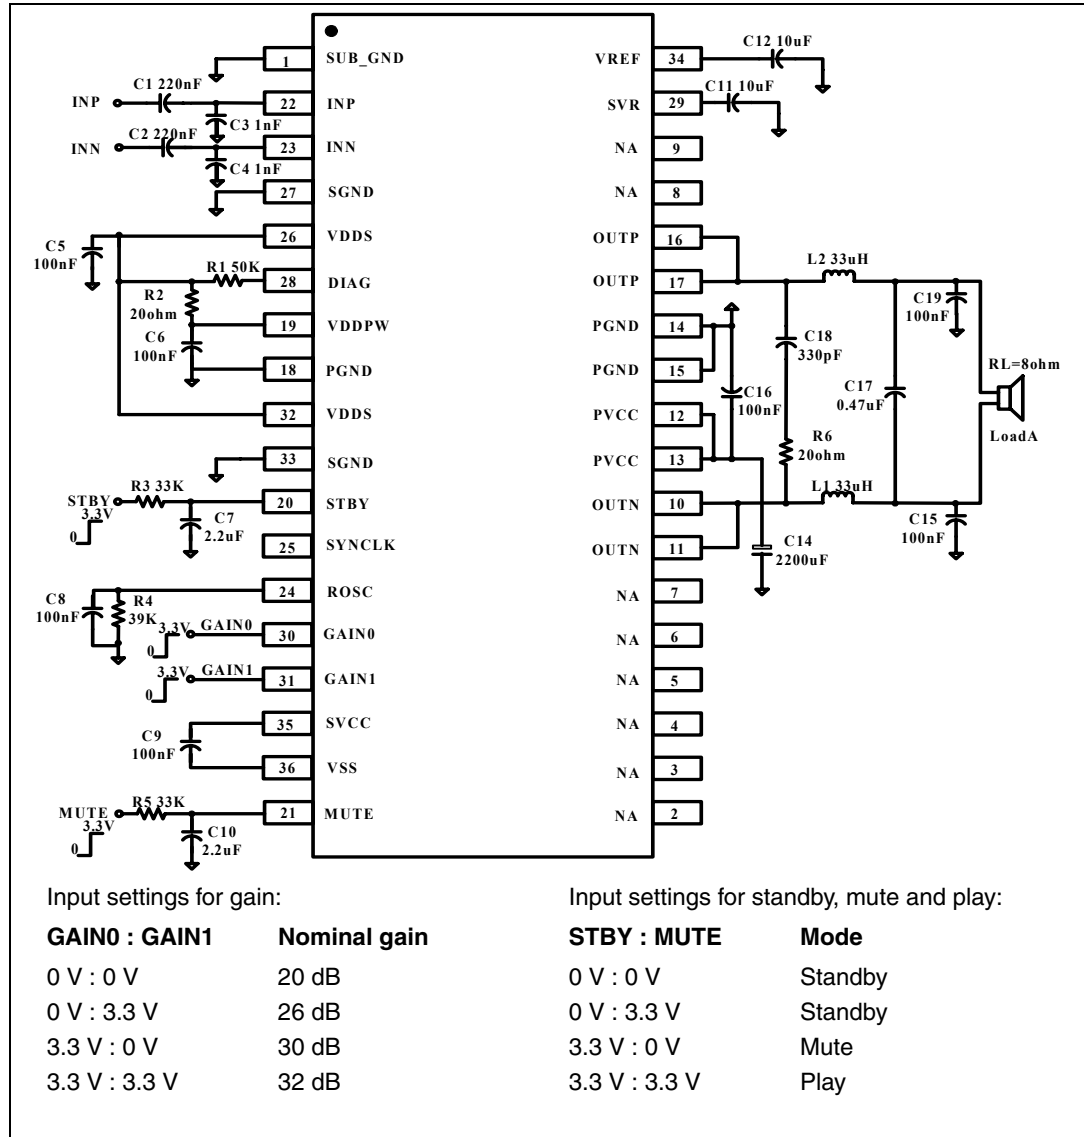 1 SUB_GND
C1 220nF
INP 22 INP
C3 1nF
C2 220nF
INN 23 INN
C4 1nF
27 SGND
26 VDDS
C5
100nF
R1 50K
28 DIAG
R2
20ohm
19 VDDPW
C6
100nF
18 PGND
32 VDDS
33 SGND
R3 33K
STBY 20 STBY
3.3V
0
C7
2.2uF
25 SYNCLK
24 ROSC
C8
100nF
R4
39K
3.3V GAIN0 30 GAIN0
0
3.3V GAIN1 31 GAIN1
0
35 SVCC
C9
100nF
36 VSS
R5 33K
MUTE 21 MUTE
3.3V
0
C10
2.2uF
VREF 34
C12 10uF
SVR 29
C11 10uF
NA 9
NA 8
OUTP 16
L2 33uH
OUTP 17
C19
100nF
PGND 14
C18
330pF
PGND 15
RL=8ohm
C16
100nF
C17
0.47uF
PVCC 12
LoadA
PVCC 13
R6
20ohm
L1 33uH
OUTN 10
C15
100nF
OUTN 11
C14
2200uF
NA 7
NA 6
NA 5
NA 4
NA 3
NA 2
Input settings for gain:
GAIN0 : GAIN1 Nominal gain
0 V : 0 V 20 dB
0 V : 3.3 V 26 dB
3.3 V : 0 V 30 dB
3.3 V : 3.3 V 32 dB
Input settings for standby, mute and play:
STBY : MUTE Mode
0 V : 0 V Standby
0 V : 3.3 V Standby
3.3 V : 0 V Mute
3.3 V : 3.3 V Play